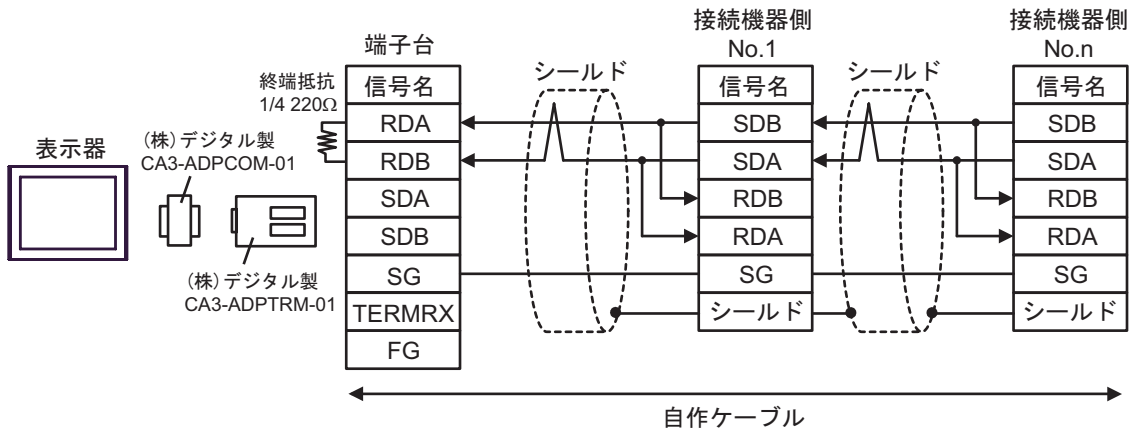 接続機器側
No.1
接続機器側
No.n
端子台
シールド
シールド
終端抵抗
1/4 220Ω
表示器
(株)デジタル製
CA3-ADPCOM-01
(株)デジタル製
CA3-ADPTRM-01
信号名
RDA
RDB
SDA
SDB
SG
TERMRX
FG
信号名
SDB
SDA
RDB
RDA
SG
シールド
信号名
SDB
SDA
RDB
RDA
SG
シールド
自作ケーブル